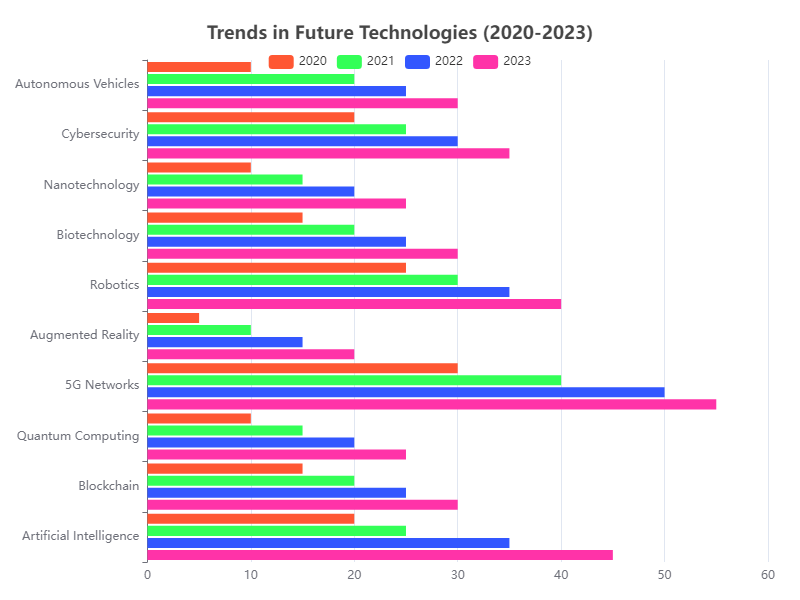 Trends in Future Technologies (2020-2023)
2020 2021 2022 2023
Autonomous Vehicles
Cybersecurity
Nanotechnology
Biotechnology
Robotics
Augmented Reality
5G Networks
Quantum Computing
Blockchain
Artificial Intelligence
0 10 20 30 40 50 60